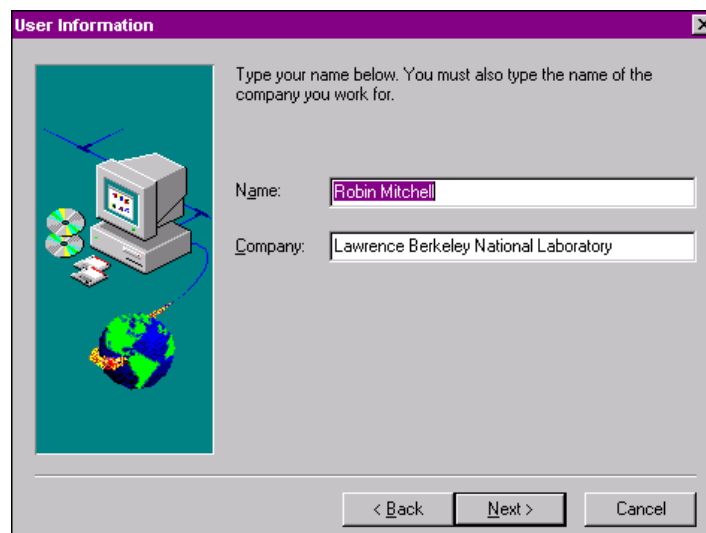 User Information
Type your name below. You must also type the name of the
company you work for.
Name: Robin Mitchell
Company: Lawrence Berkeley National Laboratory
< Back Next > Cancel